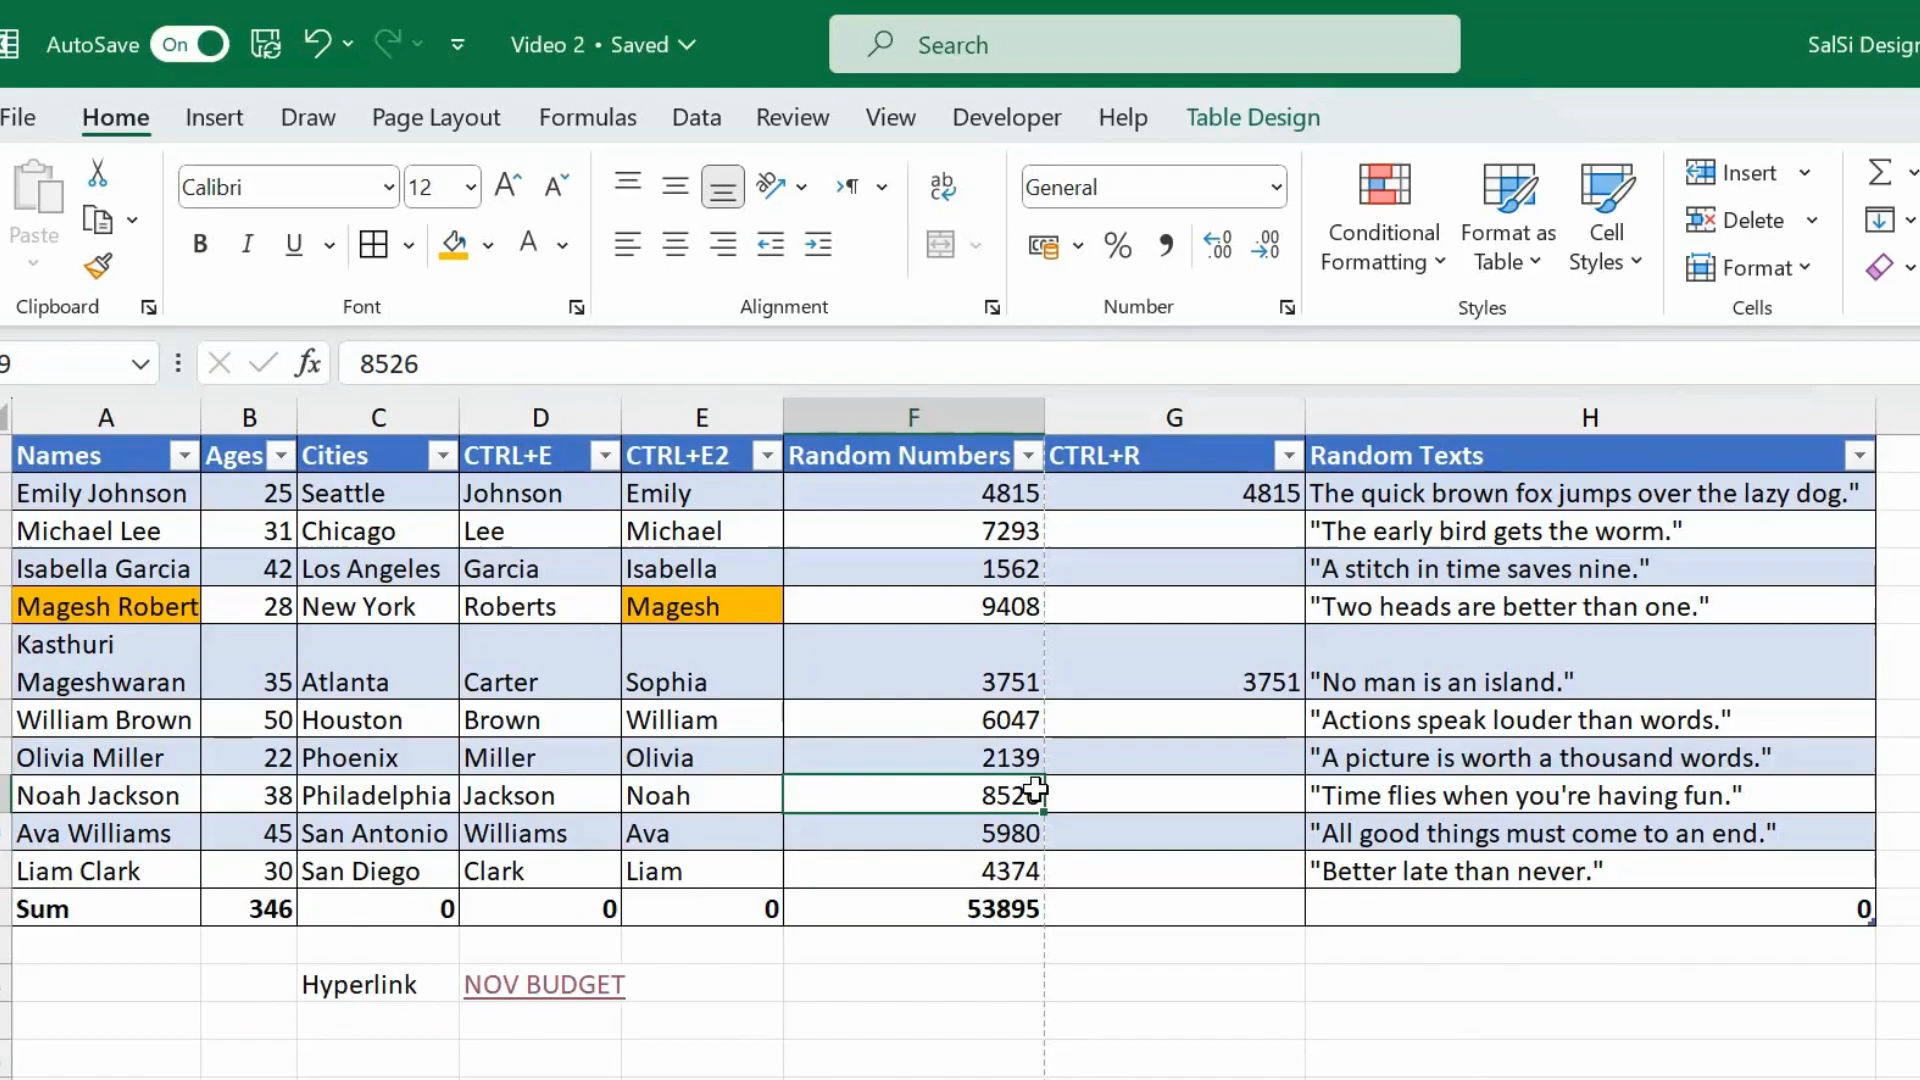 AutoSave On Video 2 • Saved Search SalSi Design
File Home Insert Draw Page Layout Formulas Data Review View Developer Help Table Design
Paste Calibri 12 General Conditional Formatting Format as Table Cell Styles Insert Delete Format
Clipboard Font Alignment Number Styles Cells
9 fx 8526
A B C D E F G H
Names Ages Cities CTRL+E CTRL+E2 Random Numbers CTRL+R Random Texts
Emily Johnson 25 Seattle Johnson Emily 4815 4815 The quick brown fox jumps over the lazy dog."
Michael Lee 31 Chicago Lee Michael 7293 "The early bird gets the worm."
Isabella Garcia 42 Los Angeles Garcia Isabella 1562 "A stitch in time saves nine."
Magesh Robert 28 New York Roberts Magesh 9408 "Two heads are better than one."
Kasthuri
Mageshwaran 35 Atlanta Carter Sophia 3751 3751 "No man is an island."
William Brown 50 Houston Brown William 6047 "Actions speak louder than words."
Olivia Miller 22 Phoenix Miller Olivia 2139 "A picture is worth a thousand words."
Noah Jackson 38 Philadelphia Jackson Noah 8526 "Time flies when you're having fun."
Ava Williams 45 San Antonio Williams Ava 5980 "All good things must come to an end."
Liam Clark 30 San Diego Clark Liam 4374 "Better late than never."
Sum 346 0 0 0 53895 0
Hyperlink NOV BUDGET